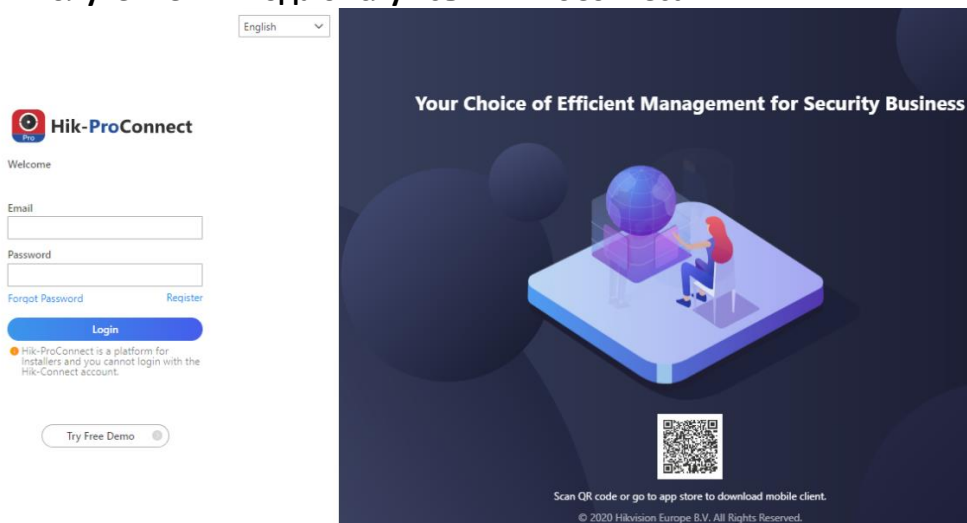 English
Hik-ProConnect
Pro
Welcome
Email
Password
Forgot Password Register
Login
Hik-ProConnect is a platform for
Installers and you cannot login with the
Hik-Connect account.
Try Free Demo
Your Choice of Efficient Management for Security Business
Scan QR code or go to app store to download mobile client.
© 2020 Hikvision Europe B.V. All Rights Reserved.